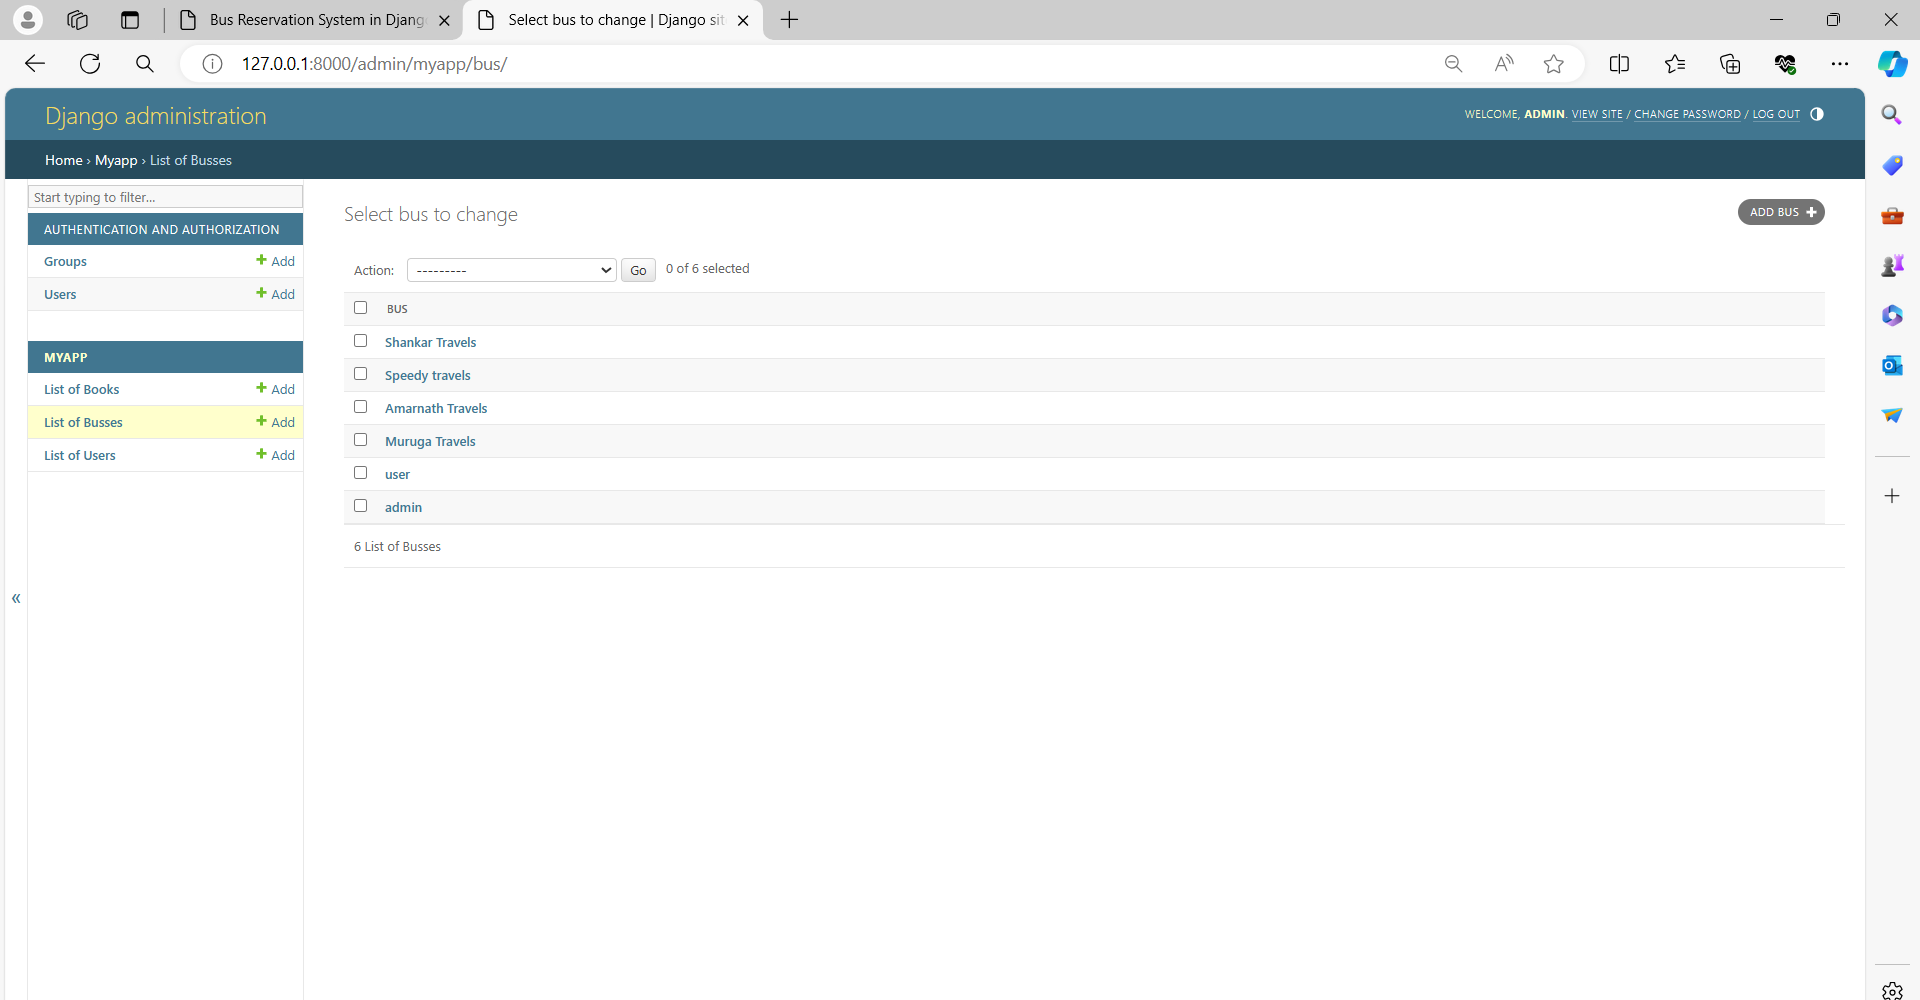 Bus Reservation System in Djang
Select bus to change | Django sit
127.0.0.1:8000/admin/myapp/bus/
Django administration
WELCOME, ADMIN. VIEW SITE / CHANGE PASSWORD / LOG OUT
Home › Myapp › List of Busses
Start typing to filter...
AUTHENTICATION AND AUTHORIZATION
Groups + Add
Users + Add
MYAPP
List of Books + Add
List of Busses + Add
List of Users + Add
«
Select bus to change
ADD BUS +
Action: --------- Go 0 of 6 selected
BUS
Shankar Travels
Speedy travels
Amarnath Travels
Muruga Travels
user
admin
6 List of Busses